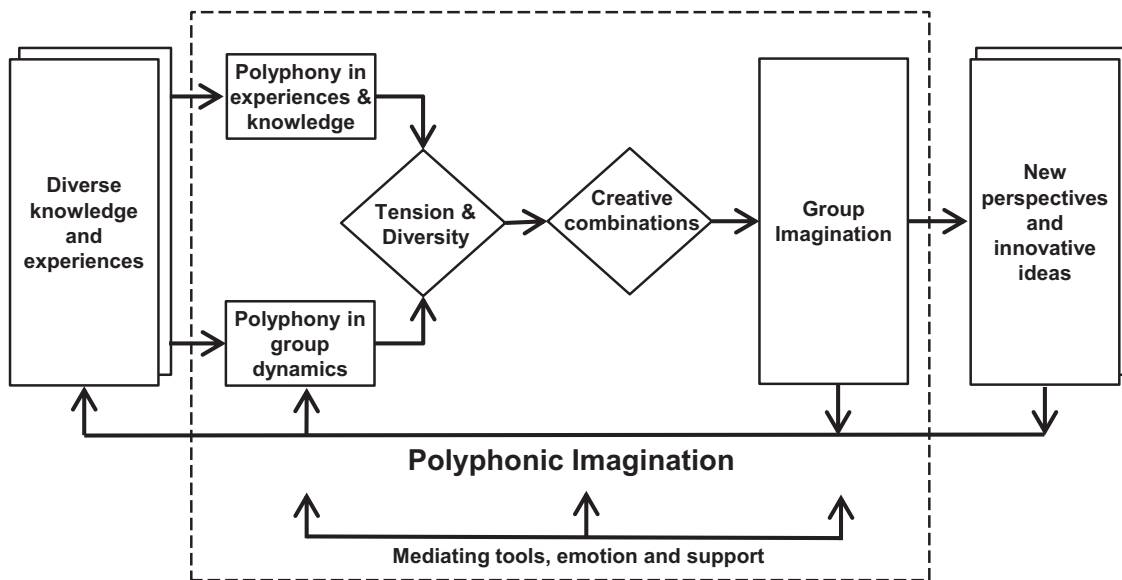 Diverse
knowledge
and
experiences
Polyphony in
experiences &
knowledge
Polyphony in
group
dynamics
Tension &
Diversity
Creative
combinations
Group
Imagination
New
perspectives
and
innovative
ideas
Polyphonic Imagination
Mediating tools, emotion and support